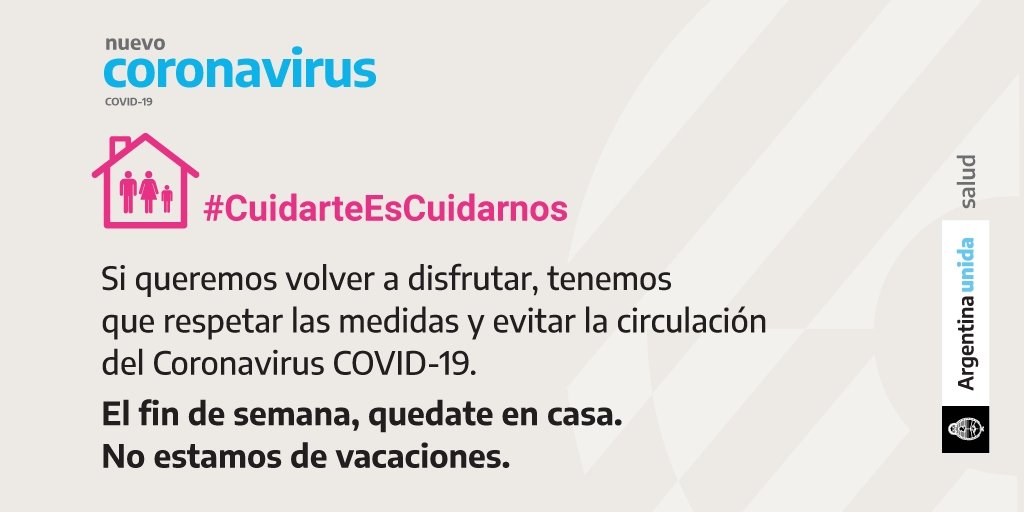 nuevo
coronavirus
COVID-19
#CuidarteEsCuidarnos
Si queremos volver a disfrutar, tenemos
que respetar las medidas y evitar la circulación
del Coronavirus COVID-19.
El fin de semana, quedate en casa.
No estamos de vacaciones.
salud
Argentina unida